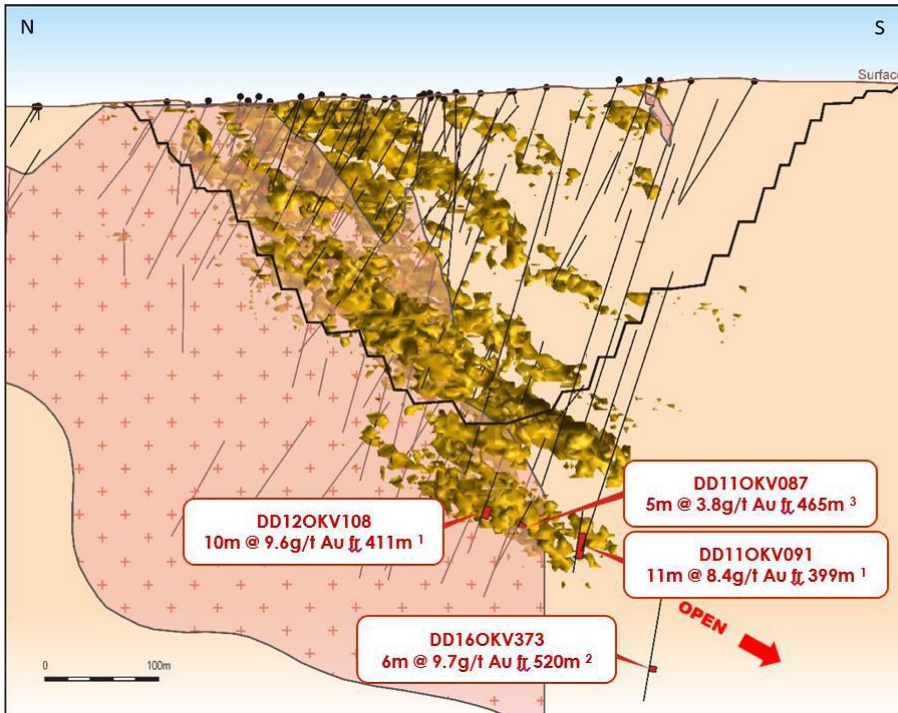 N
S
Surface
DD11OKV087
5m @ 3.8g/t Au fr 465m ³
DD12OKV108
10m @ 9.6g/t Au fr 411m ¹
DD11OKV091
11m @ 8.4g/t Au fr 399m ¹
OPEN
DD16OKV373
6m @ 9.7g/t Au fr 520m ²
0 100m